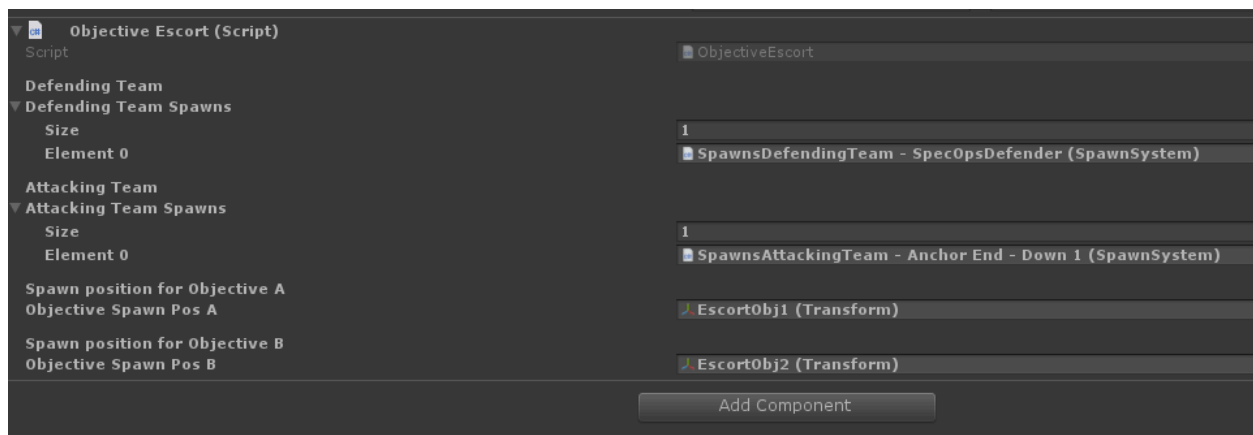 Objective Escort (Script)
Script ObjectiveEscort
Defending Team
Defending Team Spawns
Size 1
Element 0 SpawnsDefendingTeam - SpecOpsDefender (SpawnSystem)
Attacking Team
Attacking Team Spawns
Size 1
Element 0 SpawnsAttackingTeam - Anchor End - Down 1 (SpawnSystem)
Spawn position for Objective A
Objective Spawn Pos A EscortObj1 (Transform)
Spawn position for Objective B
Objective Spawn Pos B EscortObj2 (Transform)
Add Component